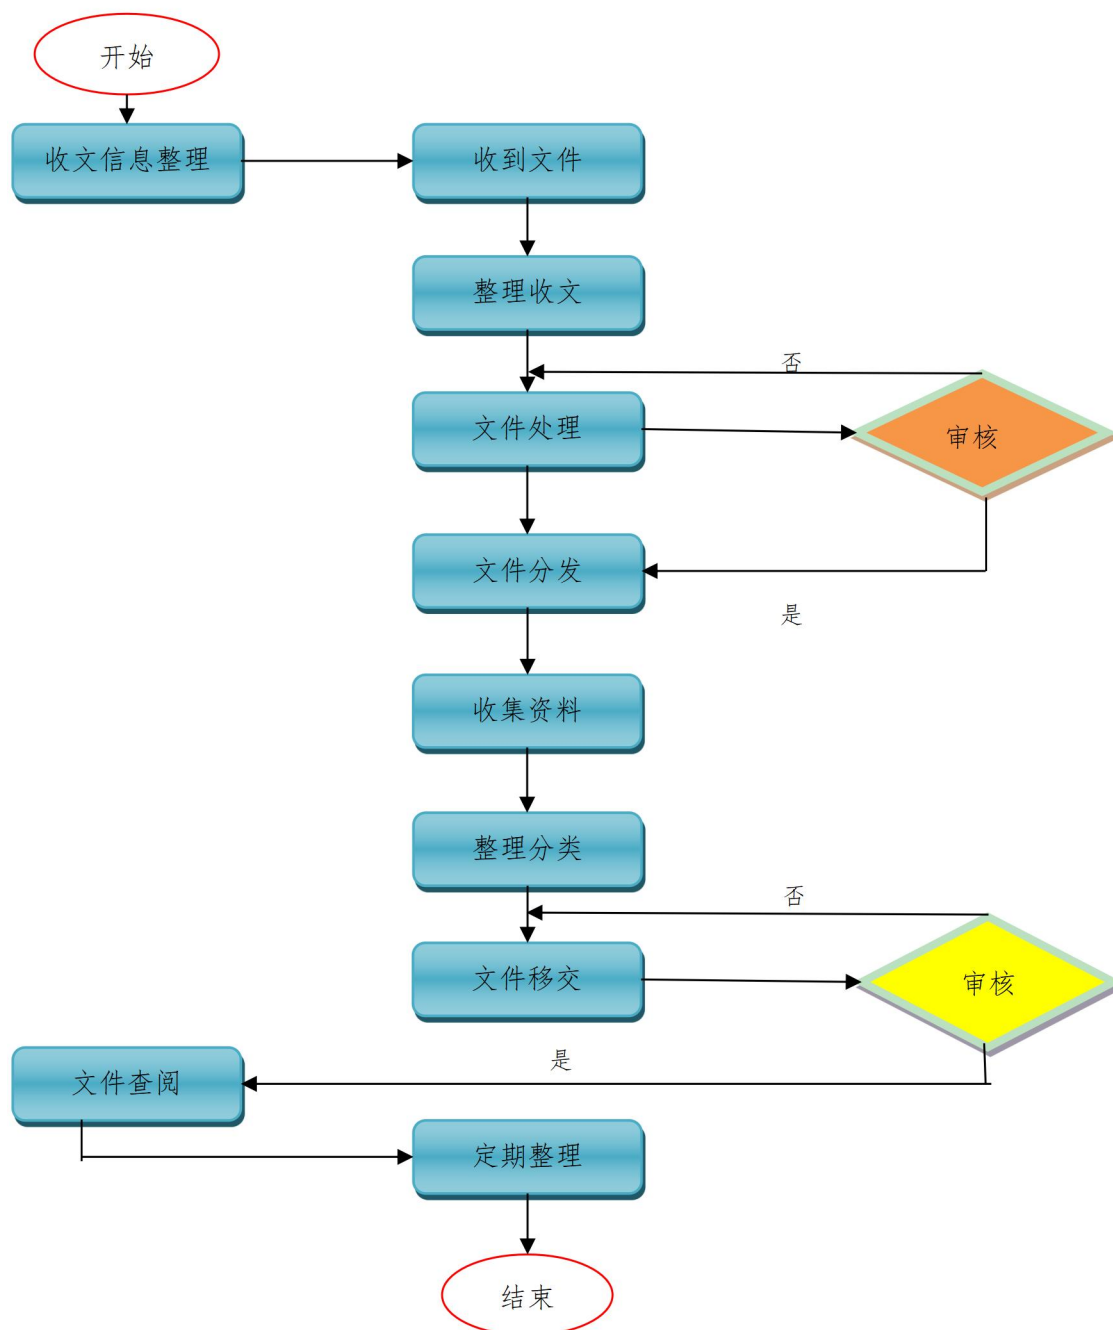 开始
收文信息整理
收到文件
整理收文
否
文件处理
审核
文件分发
是
收集资料
整理分类
否
文件移交
审核
是
文件查阅
定期整理
结束